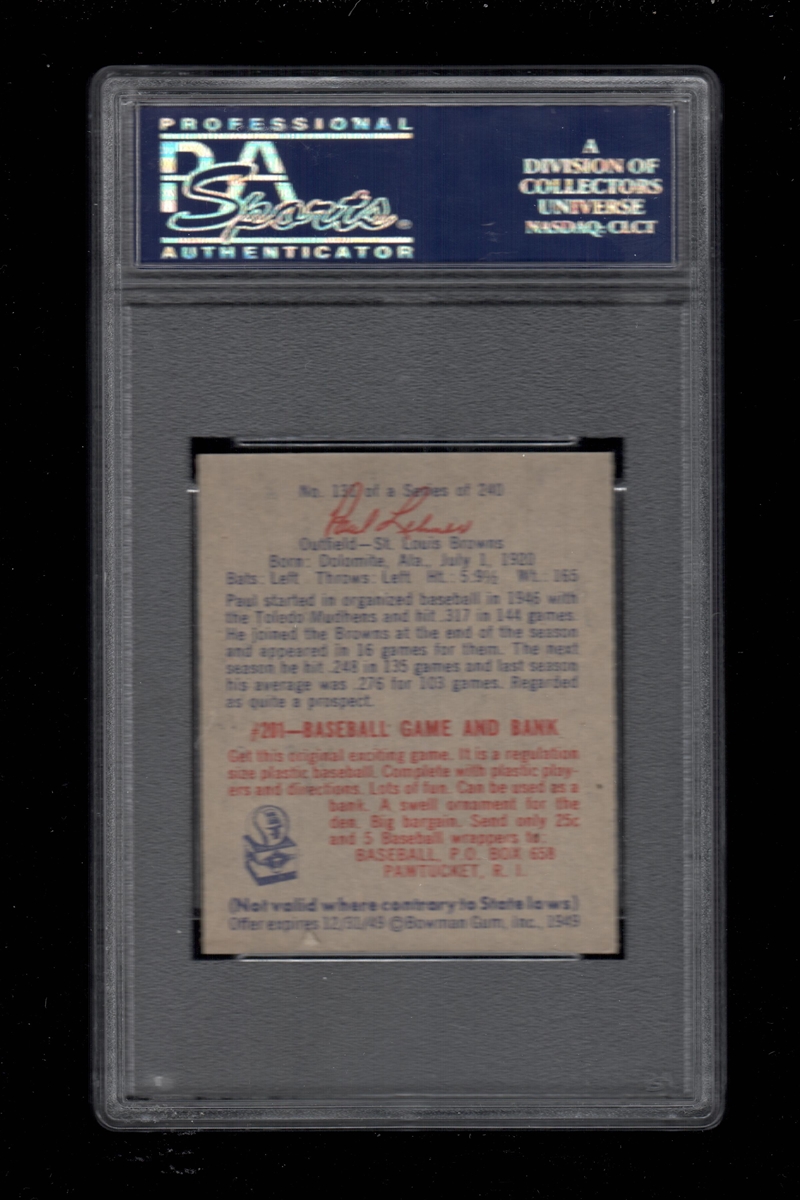 PROFESSIONAL
PSA
Sports
AUTHENTICATOR
A
DIVISION OF
COLLECTORS
UNIVERSE
NASDAQ: CLCT
of a Series of 240
Paul Lehner
Outfield—St. Louis Browns
Born: Dolomite, Ala., July 1, 1920
Bats: Left Throws: Left Ht.: 5:9½ Wt.: 165
Paul started in organized baseball in 1946 with
the Toledo Mudhens and hit .317 in 144 games.
He joined the Browns at the end of the season
and appeared in 16 games for them. The next
season he hit .248 in 135 games and last season
his average was .276 for 103 games. Regarded
as quite a prospect.
#201—BASEBALL GAME AND BANK
Get this original exciting game. It is a regulation
size plastic baseball. Complete with plastic play-
ers and directions. Lots of fun. Can be used as a
bank. A swell ornament for the
den. Big bargain. Send only 25c
and 5 Baseball wrappers to:
BASEBALL, P.O. BOX 658
PAWTUCKET, R. I.
(Not valid where contrary to State laws)
Offer expires 12/31/49 ©Bowman Gum, Inc., 1949